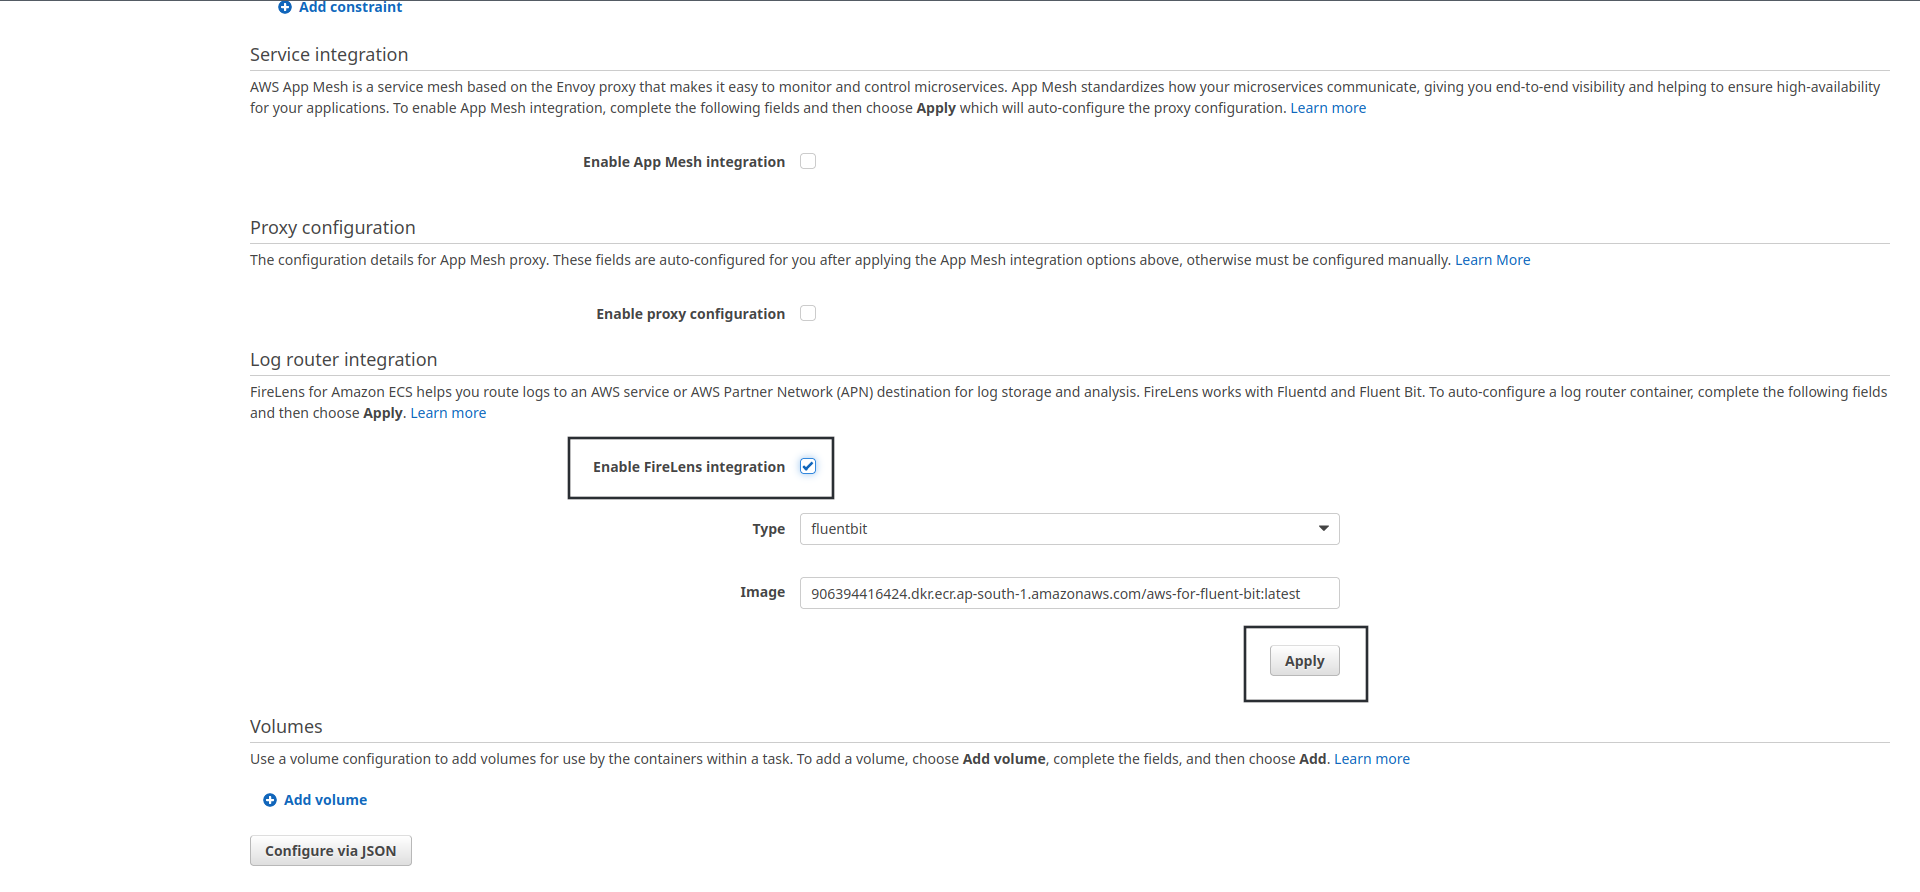 Add constraint
Service integration
AWS App Mesh is a service mesh based on the Envoy proxy that makes it easy to monitor and control microservices. App Mesh standardizes how your microservices communicate, giving you end-to-end visibility and helping to ensure high-availability
for your applications. To enable App Mesh integration, complete the following fields and then choose Apply which will auto-configure the proxy configuration. Learn more
Enable App Mesh integration
Proxy configuration
The configuration details for App Mesh proxy. These fields are auto-configured for you after applying the App Mesh integration options above, otherwise must be configured manually. Learn More
Enable proxy configuration
Log router integration
FireLens for Amazon ECS helps you route logs to an AWS service or AWS Partner Network (APN) destination for log storage and analysis. FireLens works with Fluentd and Fluent Bit. To auto-configure a log router container, complete the following fields
and then choose Apply. Learn more
Enable FireLens integration
Type fluentbit
Image 906394416424.dkr.ecr.ap-south-1.amazonaws.com/aws-for-fluent-bit:latest
Apply
Volumes
Use a volume configuration to add volumes for use by the containers within a task. To add a volume, choose Add volume, complete the fields, and then choose Add. Learn more
Add volume
Configure via JSON